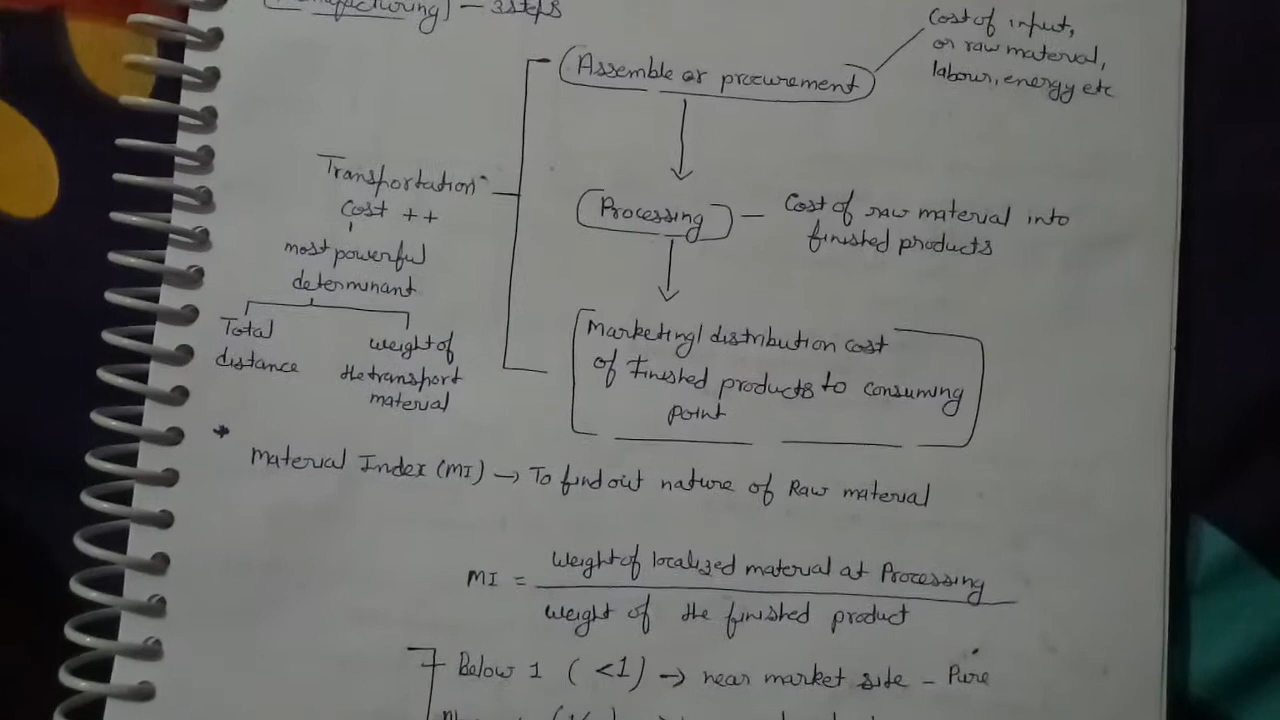 [Manufacturing] - 3 steps
Assemble or procurement
Cost of input,
or raw material,
labour, energy etc
Transportation
cost ++
most powerful
determinant
Total
distance
weight of
the transport
material
Processing
- Cost of raw material into
finished products
Marketing/distribution cost
of finished products to consuming
point
* Material Index (MI) → To find out nature of Raw material
MI = weight of localized material at Processing
weight of the finished product
Below 1 (<1) → near market side - Pure